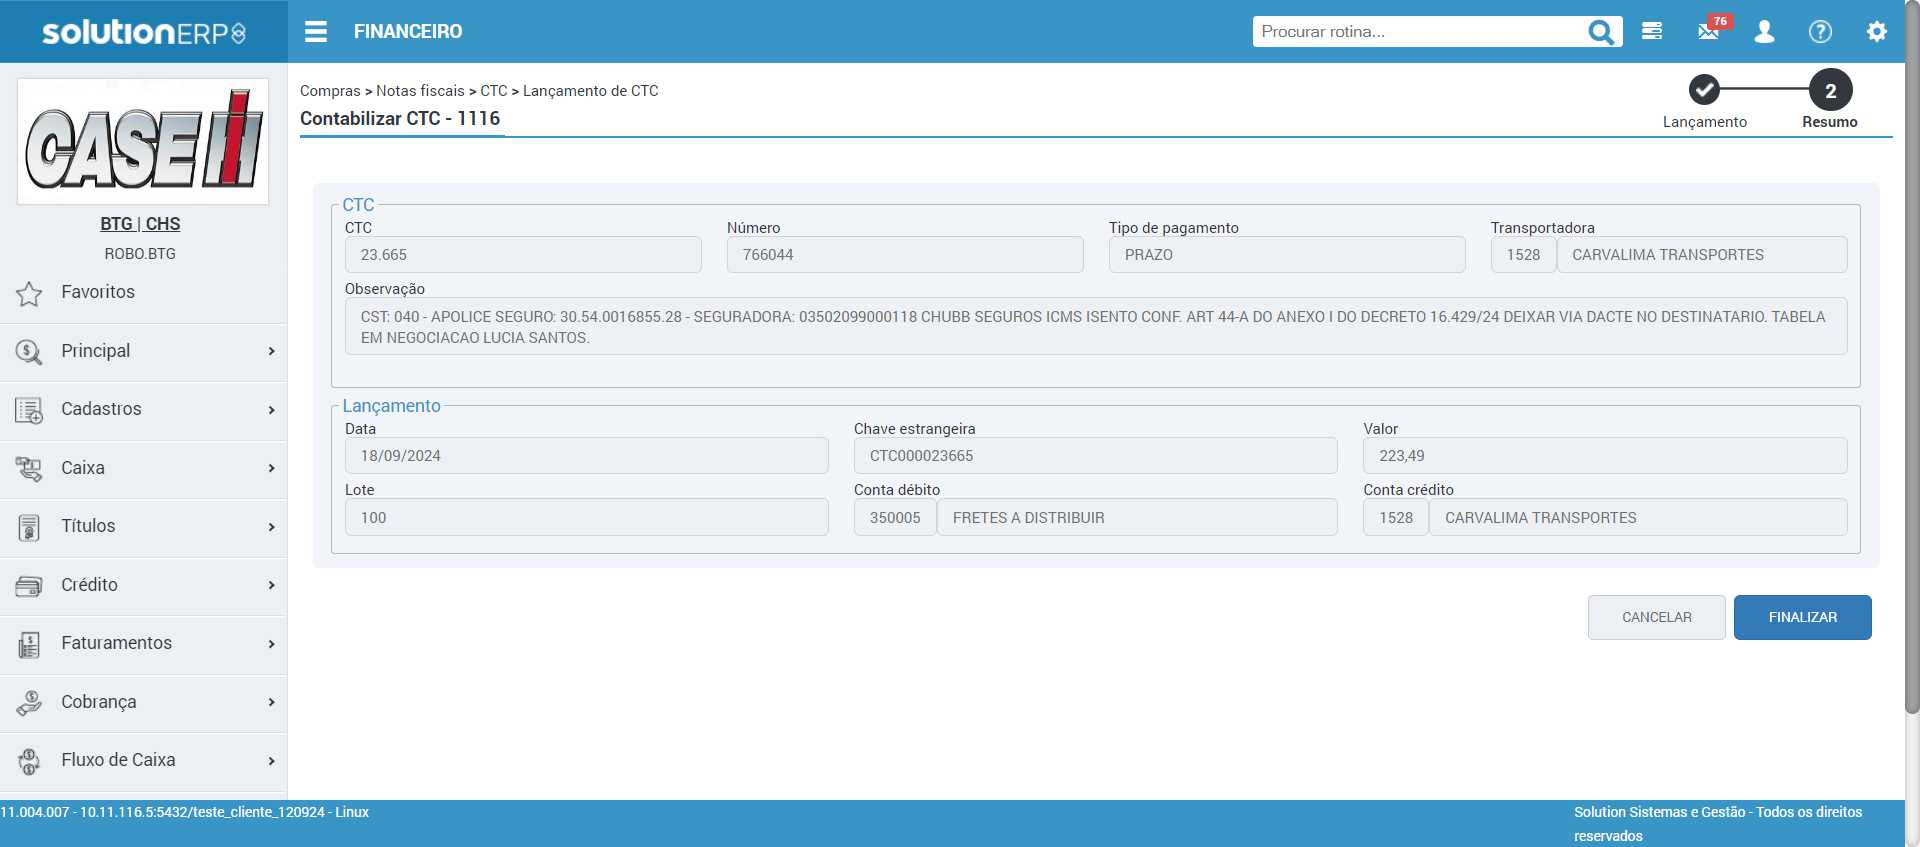 solutionERP
FINANCEIRO
Procurar rotina...
76
CASE IH
BTG | CHS
ROBO.BTG
Favoritos
Principal
Cadastros
Caixa
Títulos
Crédito
Faturamentos
Cobrança
Fluxo de Caixa
Compras > Notas fiscais > CTC > Lançamento de CTC
Contabilizar CTC - 1116
Lançamento
2
Resumo
CTC
CTC
Número
Tipo de pagamento
Transportadora
23.665
766044
PRAZO
1528
CARVALIMA TRANSPORTES
Observação
CST: 040 - APOLICE SEGURO: 30.54.0016855.28 - SEGURADORA: 03502099000118 CHUBB SEGUROS ICMS ISENTO CONF. ART 44-A DO ANEXO I DO DECRETO 16.429/24 DEIXAR VIA DACTE NO DESTINATARIO. TABELA
EM NEGOCIACAO LUCIA SANTOS.
Lançamento
Data
Chave estrangeira
Valor
18/09/2024
CTC000023665
223,49
Lote
Conta débito
Conta crédito
100
350005
FRETES A DISTRIBUIR
1528
CARVALIMA TRANSPORTES
CANCELAR
FINALIZAR
11.004.007 - 10.11.116.5:5432/teste_cliente_120924 - Linux
Solution Sistemas e Gestão - Todos os direitos
reservados